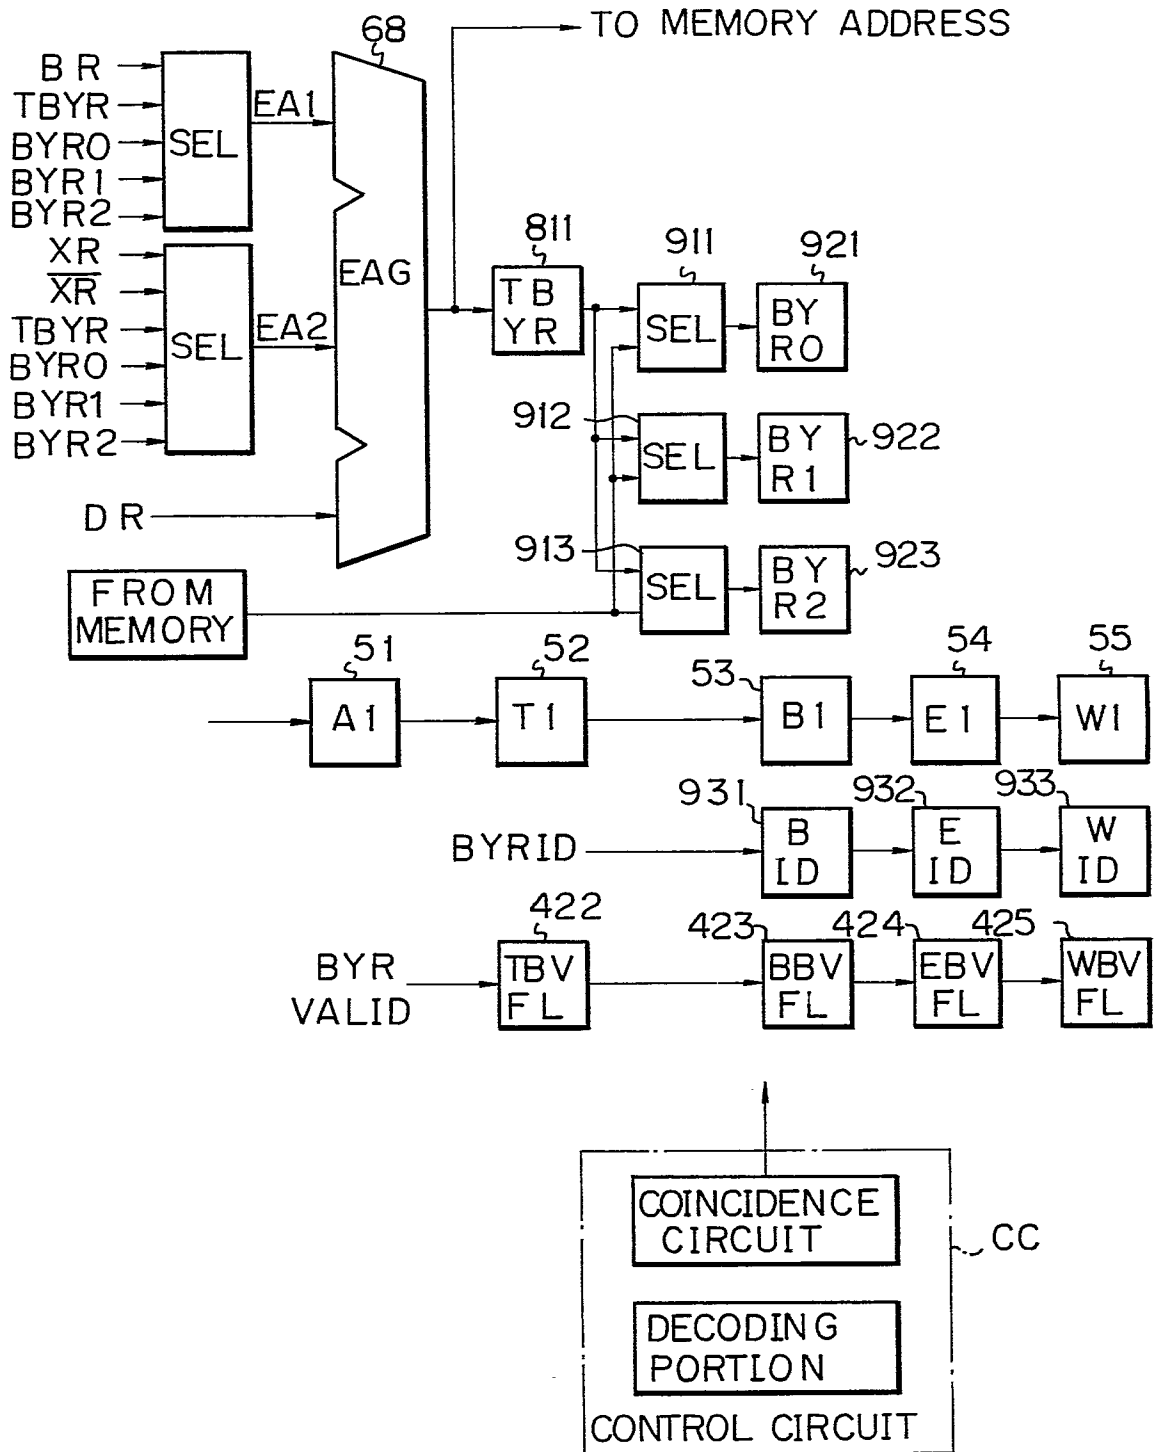 TO MEMORY ADDRESS
68
BR
TBYR
BYR0
BYR1
BYR2
SEL
EA1
XR
X̅R̅
TBYR
BYR0
BYR1
BYR2
SEL
EA2
EAG
DR
811
TB
YR
911
SEL
921
BY
R0
912
SEL
BY
R1
922
913
SEL
BY
R2
923
FROM
MEMORY
51
A1
52
T1
53
B1
54
E1
55
W1
BYRID
931
B
ID
932
E
ID
933
W
ID
BYR
VALID
422
TBV
FL
423
BBV
FL
424
EBV
FL
425
WBV
FL
COINCIDENCE
CIRCUIT
CC
DECODING
PORTION
CONTROL CIRCUIT